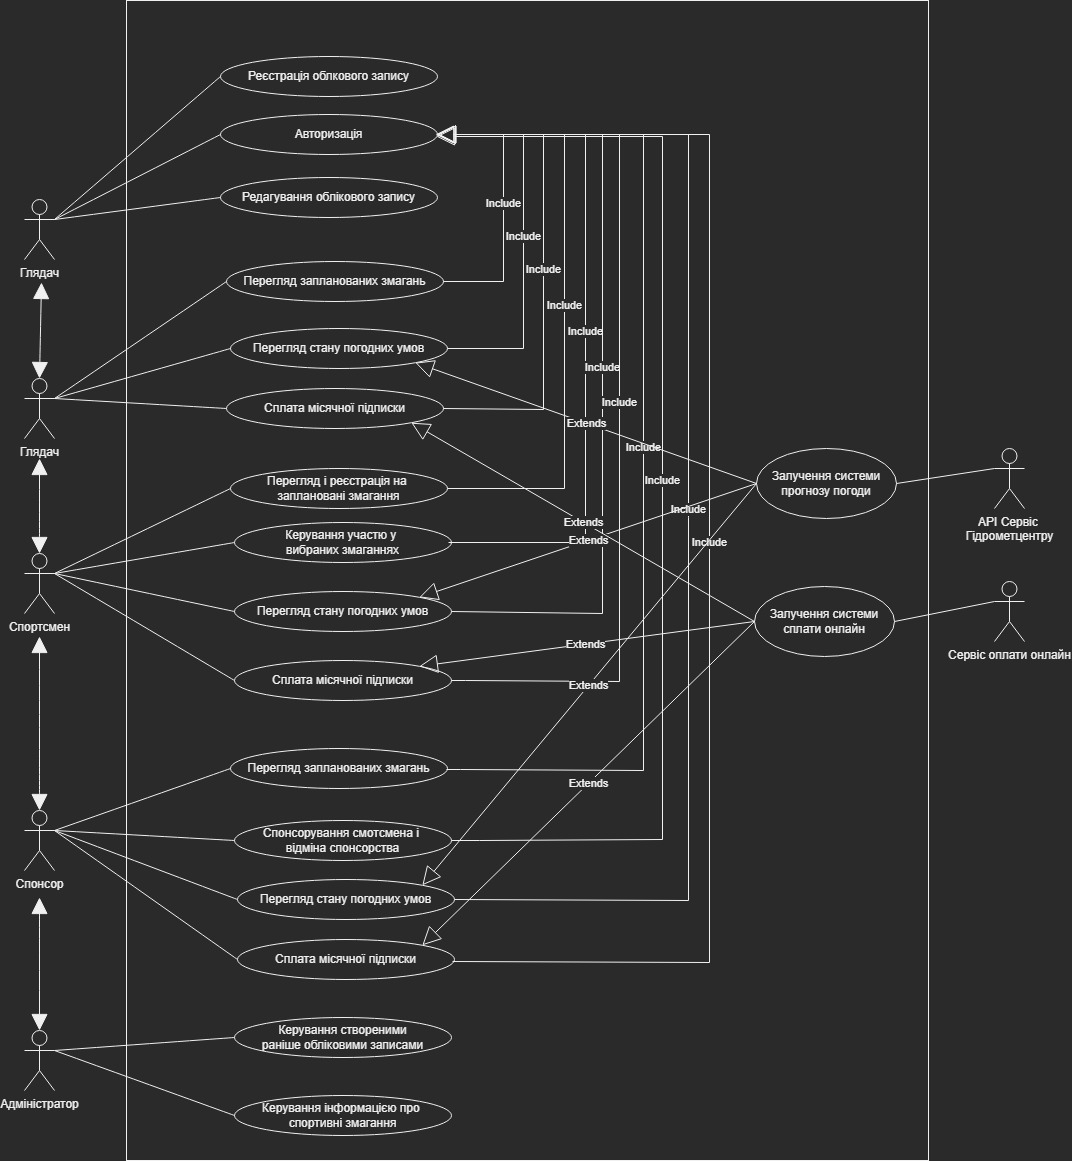 Реєстрація облкового запису
Авторизація
Редагування облікового запису
Include
Глядач
Include
Include
Перегляд запланованих змагань
Include
Include
Перегляд стану погодних умов
Include
Глядач
Include
Сплата місячної підписки
Extends
Include
Перегляд і реєстрація на
заплановані змагання
Include
Залучення системи
прогнозу погоди
Include
АРІ Сервіс
Гідрометцентру
Extends
Керування участю у
вибраних змаганнях
Extends
Include
Перегляд стану погодних умов
Спортсмен
Залучення системи
сплати онлайн
Extends
Сервіс оплати онлайн
Сплата місячної підписки
Extends
Перегляд запланованих змагань
Extends
Спонсорування смотсмена і
відміна спонсорства
Спонсор
Перегляд стану погодних умов
Сплата місячної підписки
Керування створеними
раніше обліковими записами
Адміністратор
Керування інформацією про
спортивні змагання